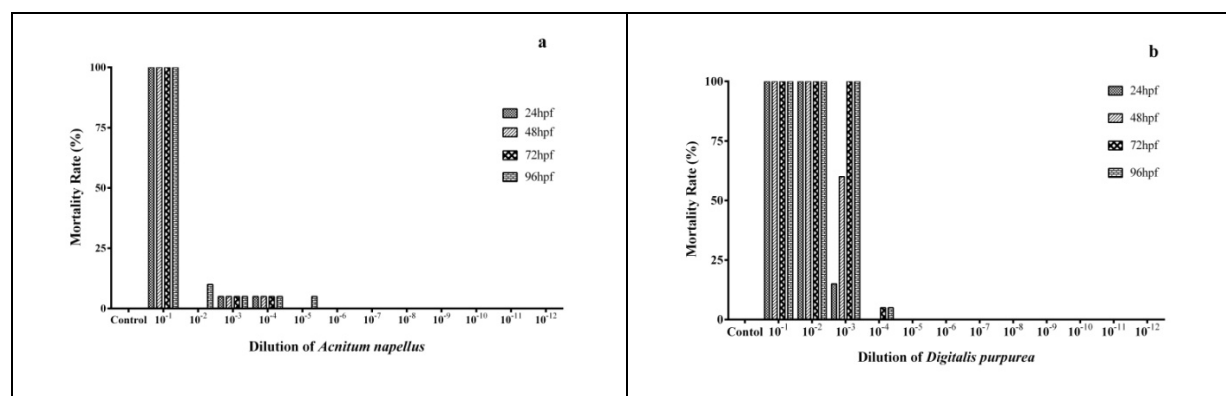 a
100
75
50
25
0
Mortality Rate (%)
24hpf
48hpf
72hpf
96hpf
Control 10⁻¹ 10⁻² 10⁻³ 10⁻⁴ 10⁻⁵ 10⁻⁶ 10⁻⁷ 10⁻⁸ 10⁻⁹ 10⁻¹⁰ 10⁻¹¹ 10⁻¹²
Dilution of Acnitum napellus
b
100
75
50
25
0
Mortality Rate (%)
24hpf
48hpf
72hpf
96hpf
Contol 10⁻¹ 10⁻² 10⁻³ 10⁻⁴ 10⁻⁵ 10⁻⁶ 10⁻⁷ 10⁻⁸ 10⁻⁹ 10⁻¹⁰ 10⁻¹¹ 10⁻¹²
Dilution of Digitalis purpurea